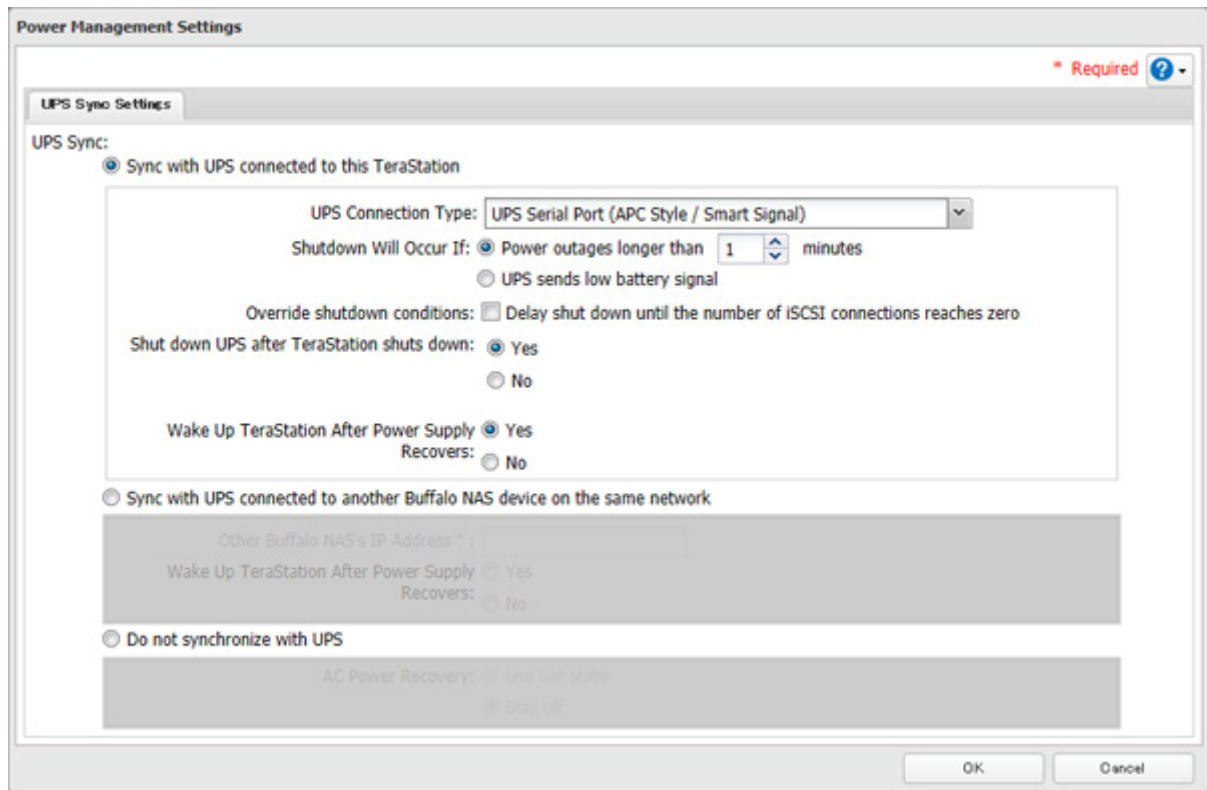 Power Management Settings
* Required
UPS Sync Settings
UPS Sync:
Sync with UPS connected to this TeraStation
UPS Connection Type: UPS Serial Port (APC Style / Smart Signal)
Shutdown Will Occur If: Power outages longer than 1 minutes
UPS sends low battery signal
Override shutdown conditions: Delay shut down until the number of iSCSI connections reaches zero
Shut down UPS after TeraStation shuts down: Yes
No
Wake Up TeraStation After Power Supply Recovers: Yes
No
Sync with UPS connected to another Buffalo NAS device on the same network
Other Buffalo NAS's IP Address * :
Wake Up TeraStation After Power Supply Recovers: Yes
No
Do not synchronize with UPS
AC Power Recovery: Use last state
Stay off
OK Cancel